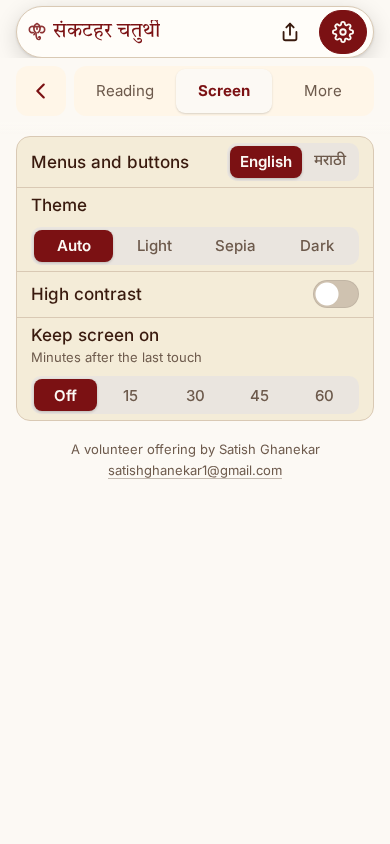 संकटहर चतुर्थी
Reading Screen More
Menus and buttons English मराठी
Theme
Auto Light Sepia Dark
High contrast
Keep screen on
Minutes after the last touch
Off 15 30 45 60
A volunteer offering by Satish Ghanekar
satishghanekar1@gmail.com